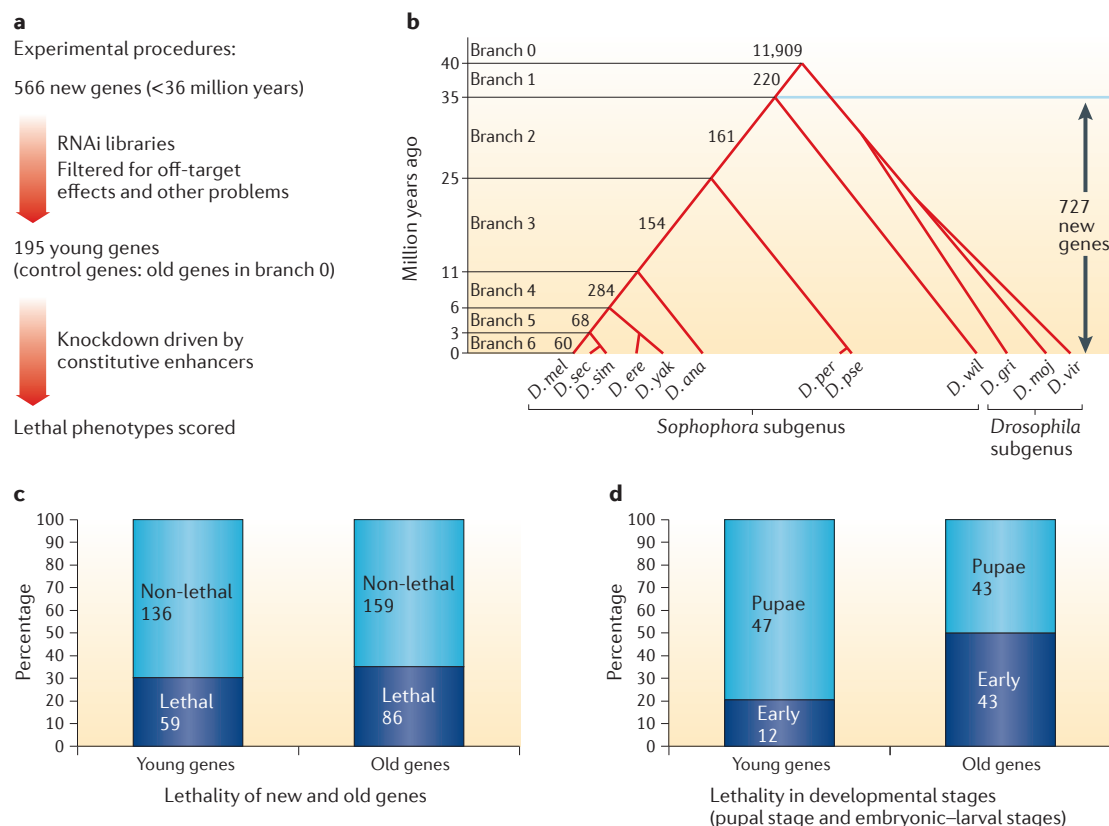 a
Experimental procedures:
566 new genes (<36 million years)
RNAi libraries
Filtered for off-target
effects and other problems
195 young genes
(control genes: old genes in branch 0)
Knockdown driven by
constitutive enhancers
Lethal phenotypes scored
b
Million years ago
40
35
25
11
6
3
0
Branch 0
11,909
Branch 1
220
Branch 2
161
Branch 3
154
Branch 4
284
Branch 5
68
Branch 6
60
727
new
genes
D. mel
D. sec
D. sim
D. ere
D. yak
D. ana
D. per
D. pse
D. wil
D. gri
D. moj
D. vir
Sophophora subgenus
Drosophila
subgenus
c
Percentage
100
90
80
70
60
50
40
30
20
10
0
Non-lethal
136
Lethal
59
Non-lethal
159
Lethal
86
Young genes
Old genes
Lethality of new and old genes
d
Percentage
100
90
80
70
60
50
40
30
20
10
0
Pupae
47
Early
12
Pupae
43
Early
43
Young genes
Old genes
Lethality in developmental stages
(pupal stage and embryonic–larval stages)